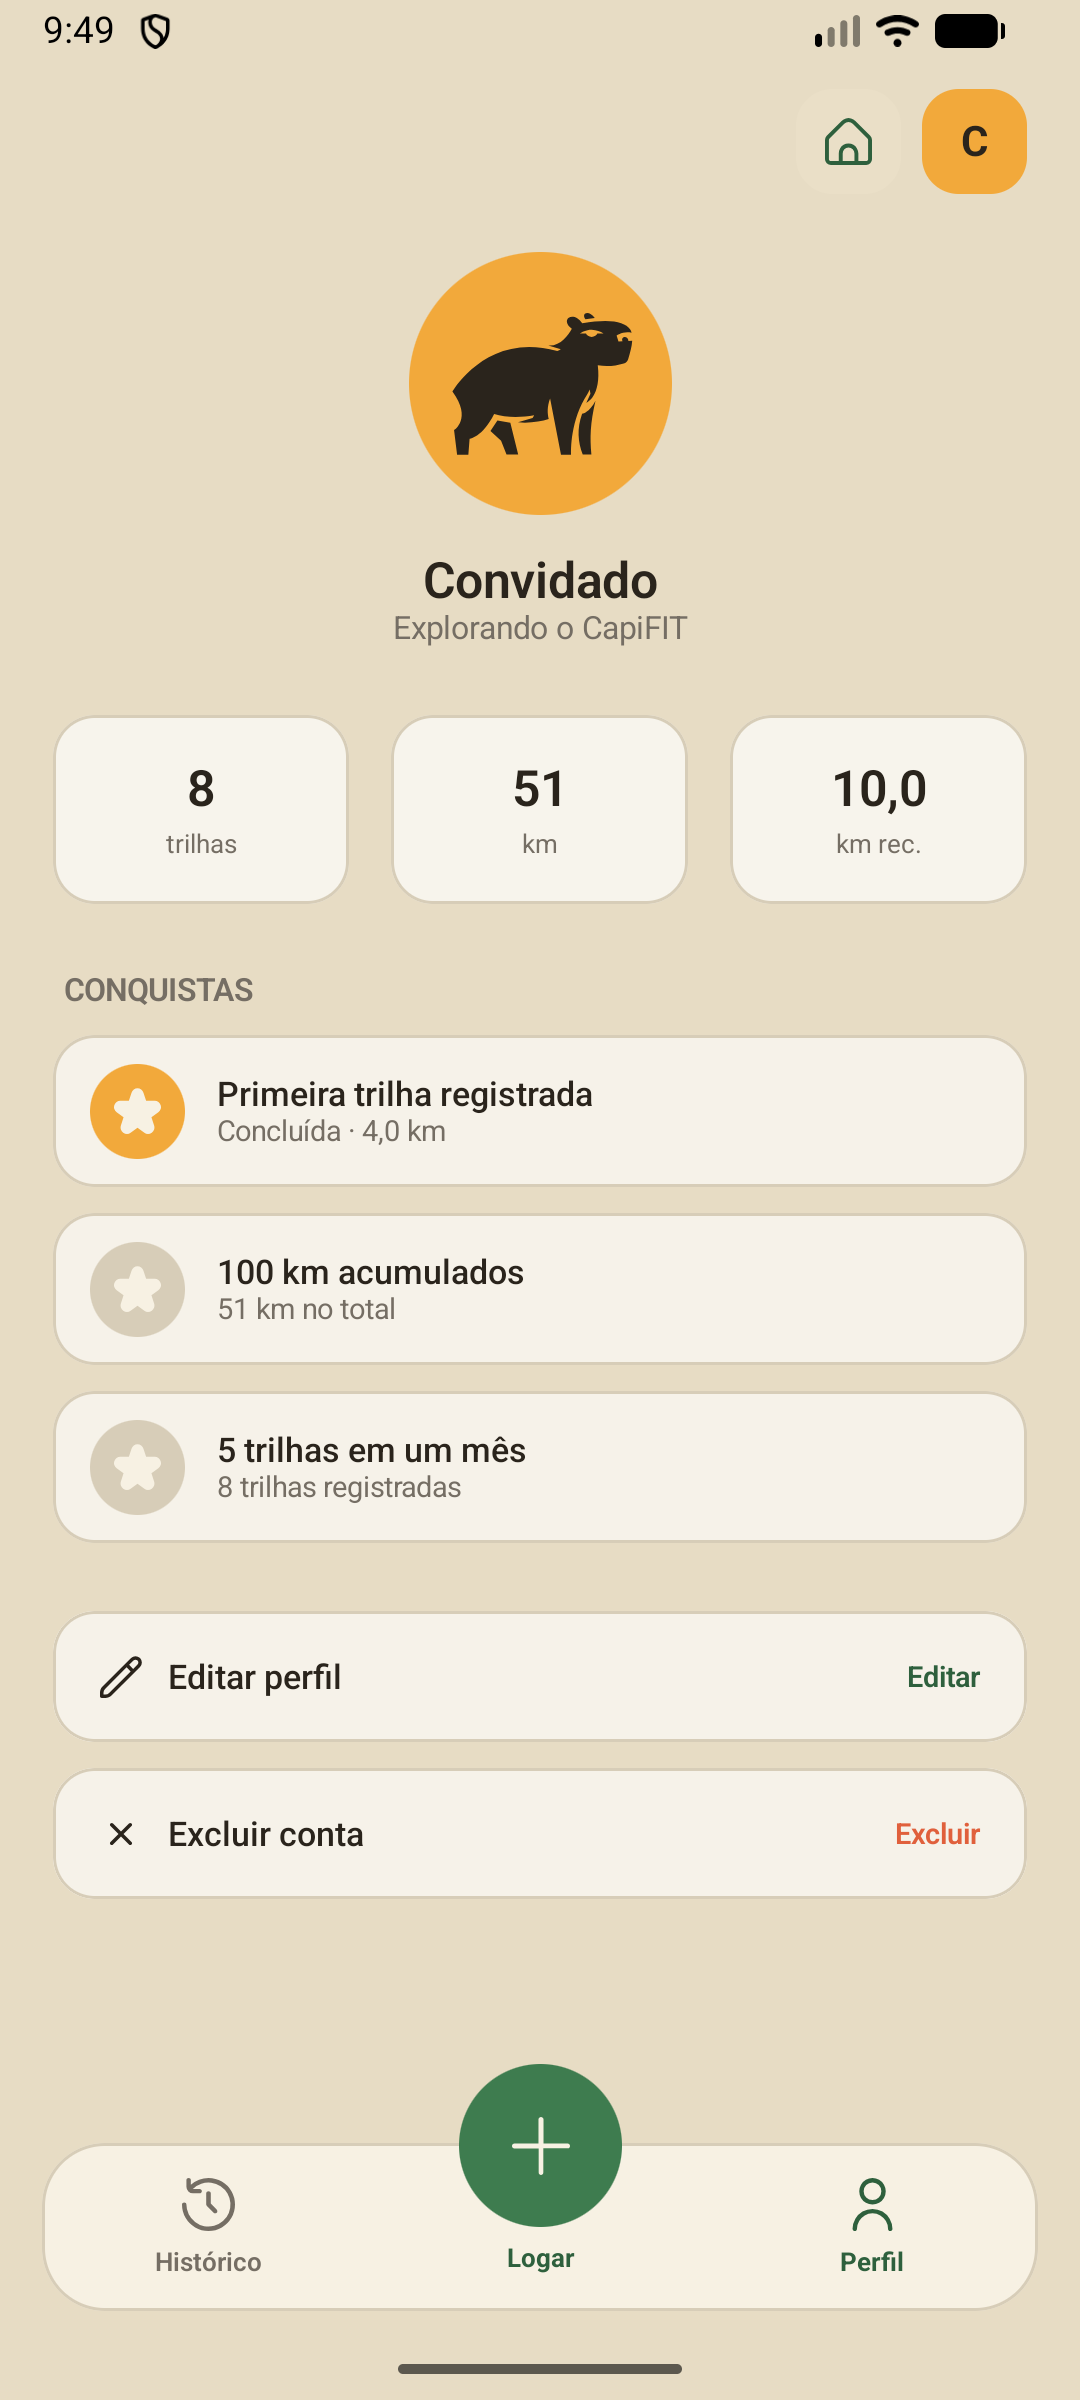 9:49
C
Convidado
Explorando o CapiFIT
8
trilhas
51
km
10,0
km rec.
CONQUISTAS
Primeira trilha registrada
Concluída · 4,0 km
100 km acumulados
51 km no total
5 trilhas em um mês
8 trilhas registradas
Editar perfil
Editar
Excluir conta
Excluir
Histórico
Logar
Perfil